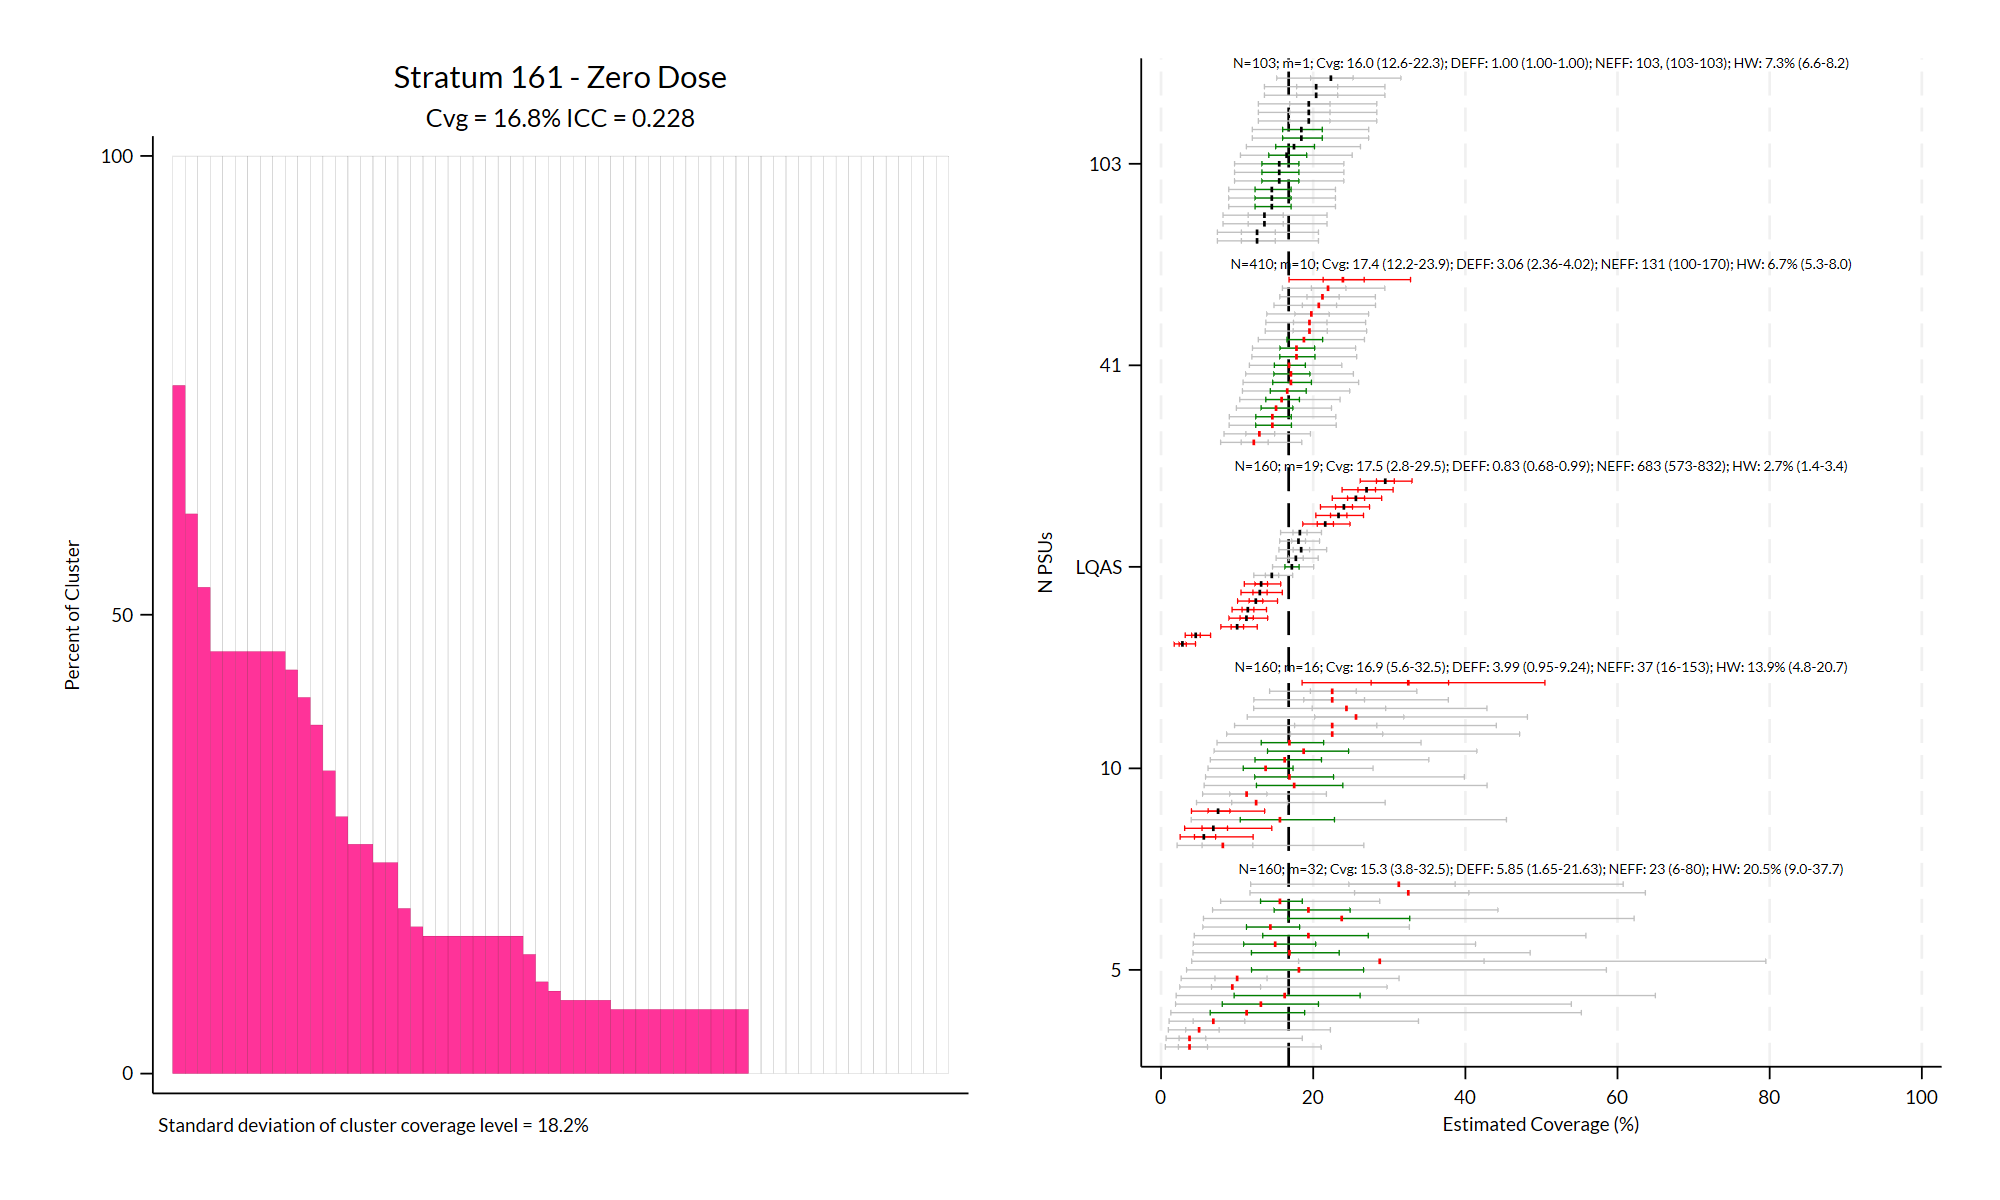 Stratum 161 - Zero Dose
Cvg = 16.8% ICC = 0.228
100
50
0
Percent of Cluster
Standard deviation of cluster coverage level = 18.2%
N=103; m=1; Cvg: 16.0 (12.6-22.3); DEFF: 1.00 (1.00-1.00); NEFF: 103, (103-103); HW: 7.3% (6.6-8.2)
103
N=410; m=10; Cvg: 17.4 (12.2-23.9); DEFF: 3.06 (2.36-4.02); NEFF: 131 (100-170); HW: 6.7% (5.3-8.0)
41
N=160; m=19; Cvg: 17.5 (2.8-29.5); DEFF: 0.83 (0.68-0.99); NEFF: 683 (573-832); HW: 2.7% (1.4-3.4)
LQAS
N=160; m=16; Cvg: 16.9 (5.6-32.5); DEFF: 3.99 (0.95-9.24); NEFF: 37 (16-153); HW: 13.9% (4.8-20.7)
10
N=160; m=32; Cvg: 15.3 (3.8-32.5); DEFF: 5.85 (1.65-21.63); NEFF: 23 (6-80); HW: 20.5% (9.0-37.7)
5
N PSUs
0 20 40 60 80 100
Estimated Coverage (%)